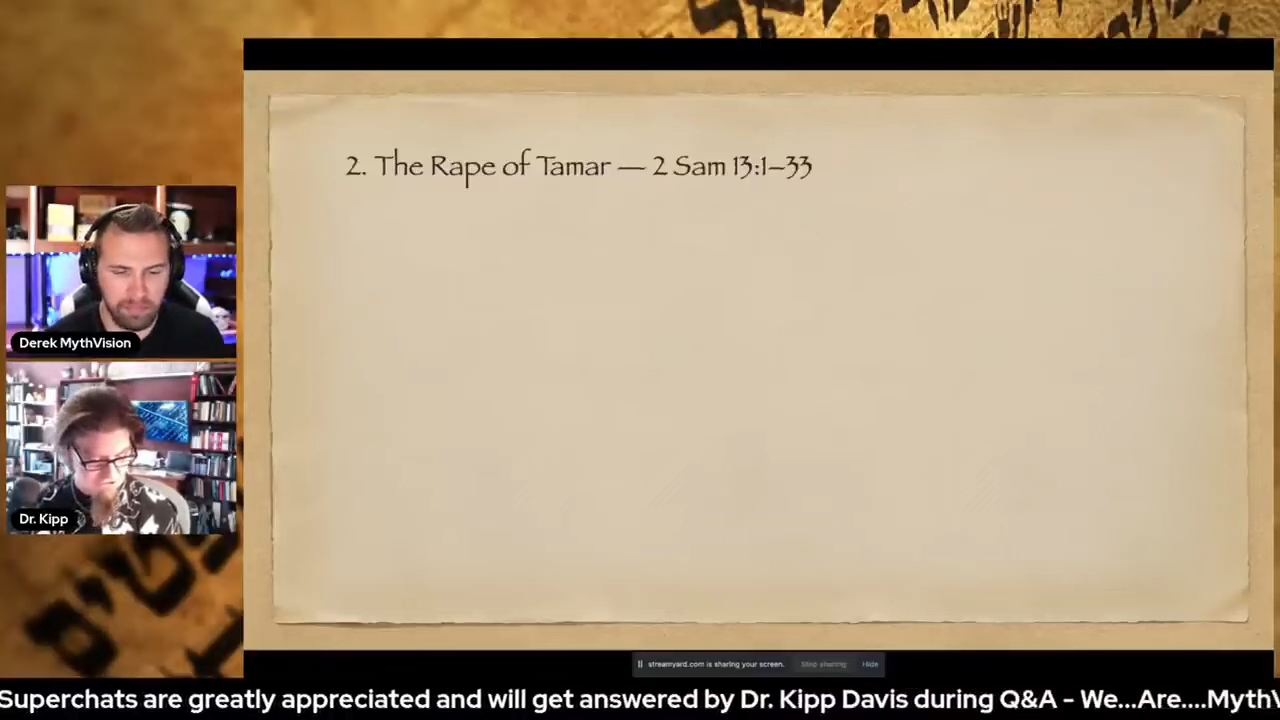 2. The Rape of Tamar — 2 Sam 13:1–33
Derek MythVision
Dr. Kipp
streamyard.com is sharing your screen. Stop sharing Hide
Superchats are greatly appreciated and will get answered by Dr. Kipp Davis during Q&A - We...Are....MythV